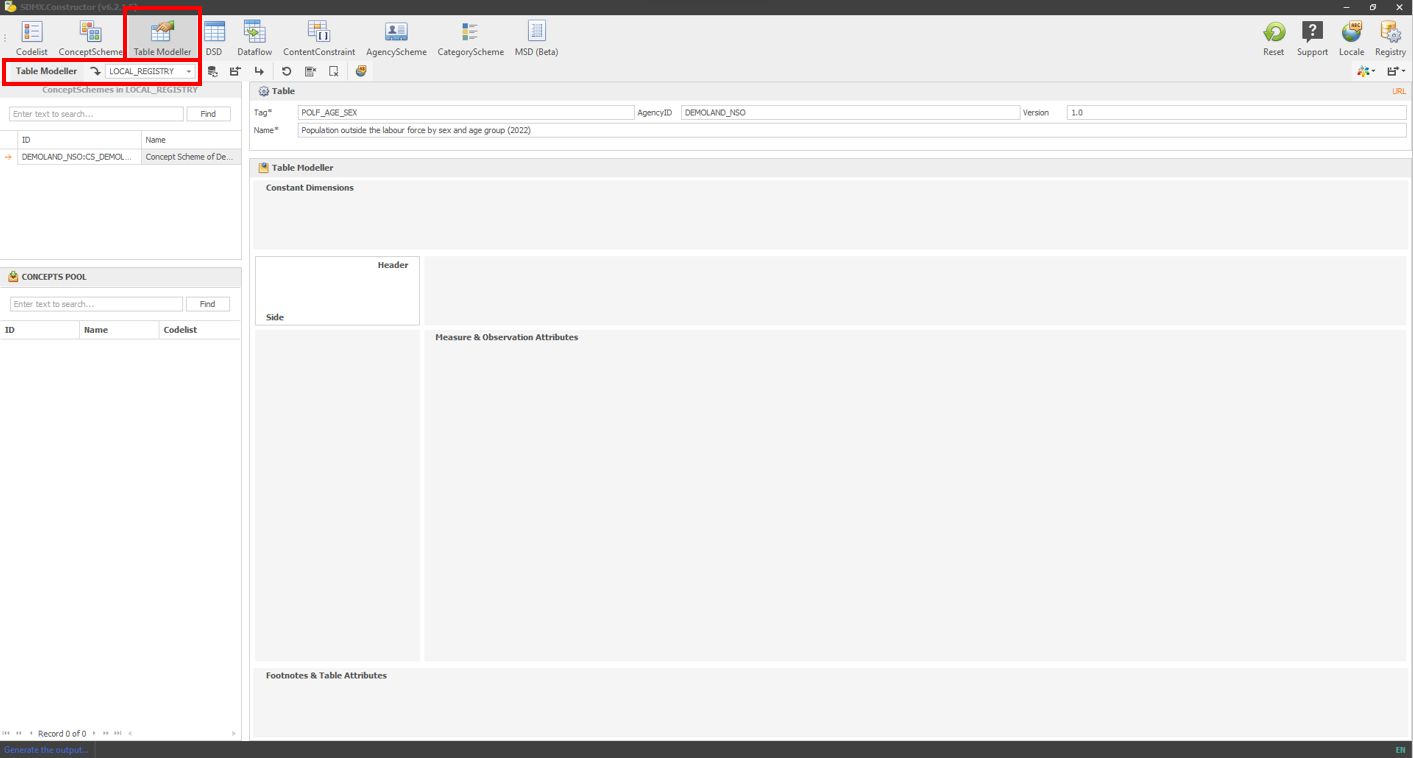 SDMX.Constructor (v6.2.
Codelist ConceptScheme Table Modeller DSD Dataflow ContentConstraint AgencyScheme CategoryScheme MSD (Beta) Reset Support Locale Registry
Table Modeller LOCAL_REGISTRY
ConceptSchemes in LOCAL_REGISTRY
Enter text to search... Find
ID Name
DEMOLAND_NSO:CS_DEMOL... Concept Scheme of De...
CONCEPTS POOL
Enter text to search... Find
ID Name Codelist
Record 0 of 0
Table URL
Tag* POLF_AGE_SEX AgencyID DEMOLAND_NSO Version 1.0
Name* Population outside the labour force by sex and age group (2022)
Table Modeller
Constant Dimensions
Header
Side
Measure & Observation Attributes
Footnotes & Table Attributes
Generate the output... EN